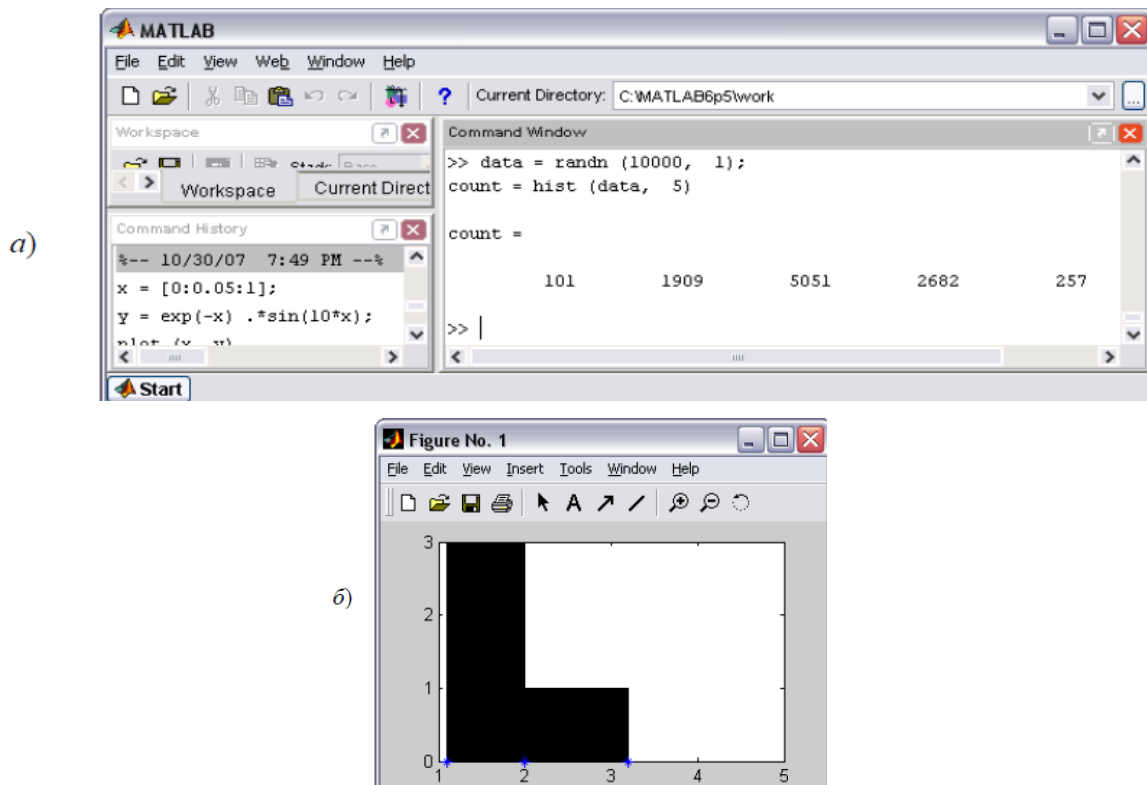 MATLAB
File Edit View Web Window Help
? Current Directory: C:\MATLAB6p5\work ...
Workspace
Workspace Current Direct
Command History
%-- 10/30/07 7:49 PM --%
x = [0:0.05:1];
y = exp(-x) .*sin(10*x);
Command Window
>> data = randn (10000, 1);
count = hist (data, 5)
count =
101 1909 5051 2682 257
>>
а)
Start
Figure No. 1
File Edit View Insert Tools Window Help
A
б)
3
2
1
0
1 2 3 4 5